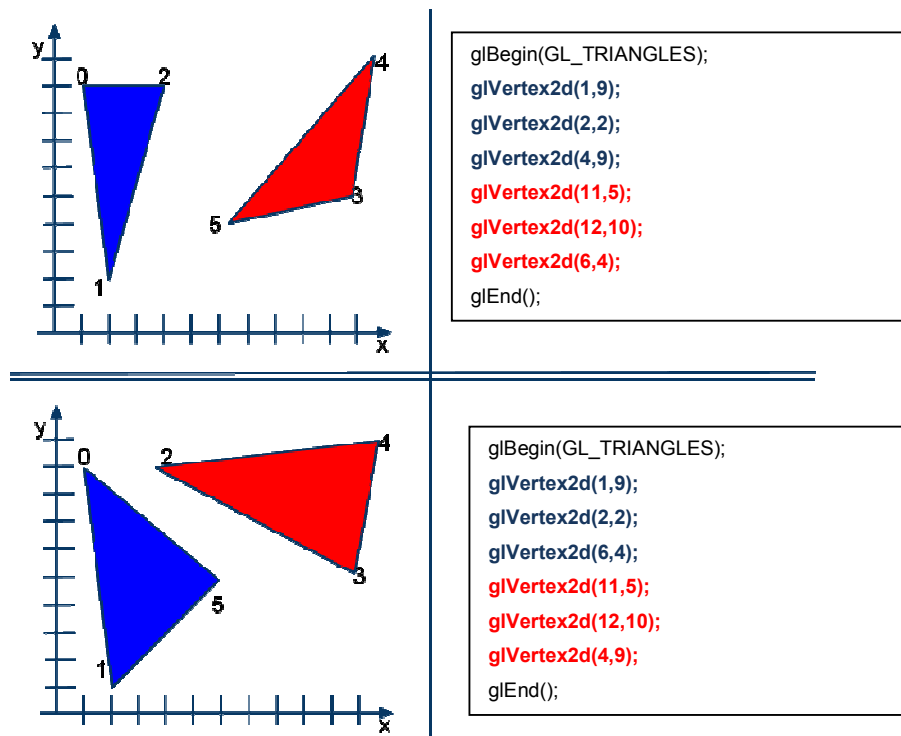 y
0
2
4
3
5
1
x
glBegin(GL_TRIANGLES);
glVertex2d(1,9);
glVertex2d(2,2);
glVertex2d(4,9);
glVertex2d(11,5);
glVertex2d(12,10);
glVertex2d(6,4);
glEnd();
y
0
2
4
3
5
1
x
glBegin(GL_TRIANGLES);
glVertex2d(1,9);
glVertex2d(2,2);
glVertex2d(6,4);
glVertex2d(11,5);
glVertex2d(12,10);
glVertex2d(4,9);
glEnd();